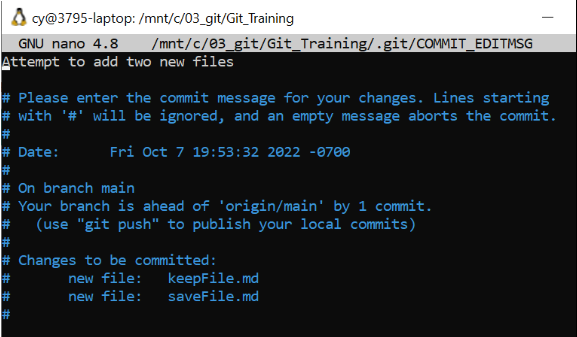 cy@3795-laptop: /mnt/c/03_git/Git_Training
GNU nano 4.8 /mnt/c/03_git/Git_Training/.git/COMMIT_EDITMSG
Attempt to add two new files
# Please enter the commit message for your changes. Lines starting
# with '#' will be ignored, and an empty message aborts the commit.
#
# Date: Fri Oct 7 19:53:32 2022 -0700
#
# On branch main
# Your branch is ahead of 'origin/main' by 1 commit.
# (use "git push" to publish your local commits)
#
# Changes to be committed:
# new file: keepFile.md
# new file: saveFile.md
#